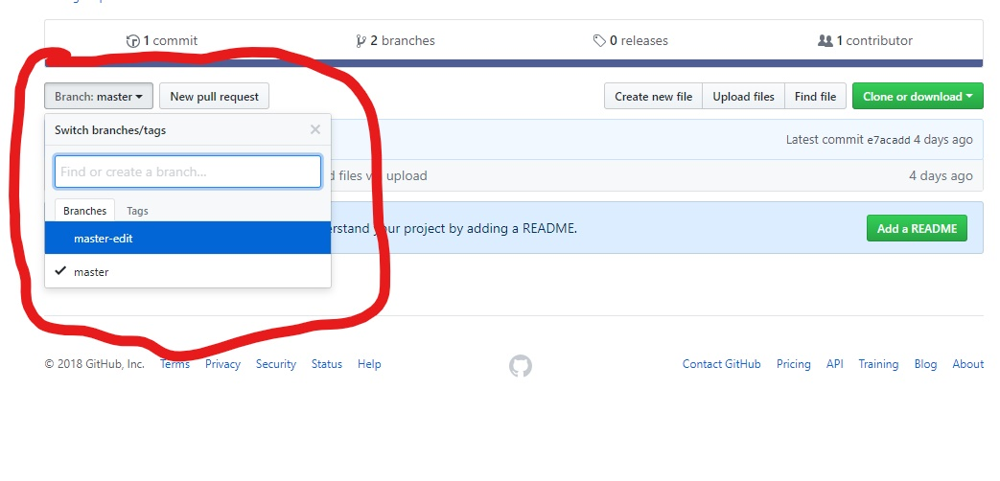 1 commit 2 branches 0 releases 1 contributor
Branch: master New pull request Create new file Upload files Find file Clone or download
Switch branches/tags
Latest commit e7acadd 4 days ago
Find or create a branch...
files via upload 4 days ago
Branches Tags
your project by adding a README. Add a README
master-edit
master
© 2018 GitHub, Inc. Terms Privacy Security Status Help Contact GitHub Pricing API Training Blog About